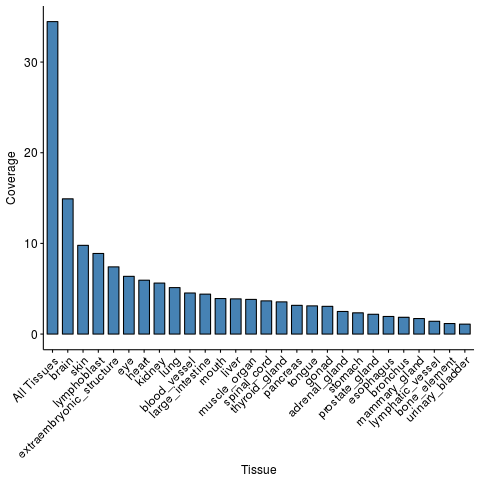 Coverage
30
20
10
0
All Tissues
brain
skin
lymphoblast
extraembryonic_structure
eye
heart
kidney
lung
blood_vessel
large_intestine
mouth
liver
muscle_organ
spinal_cord
thyroid_gland
pancreas
tongue
gonad
adrenal_gland
stomach
prostate_gland
esophagus
bronchus
mammary_gland
lymphatic_vessel
bone_element
urinary_bladder
Tissue